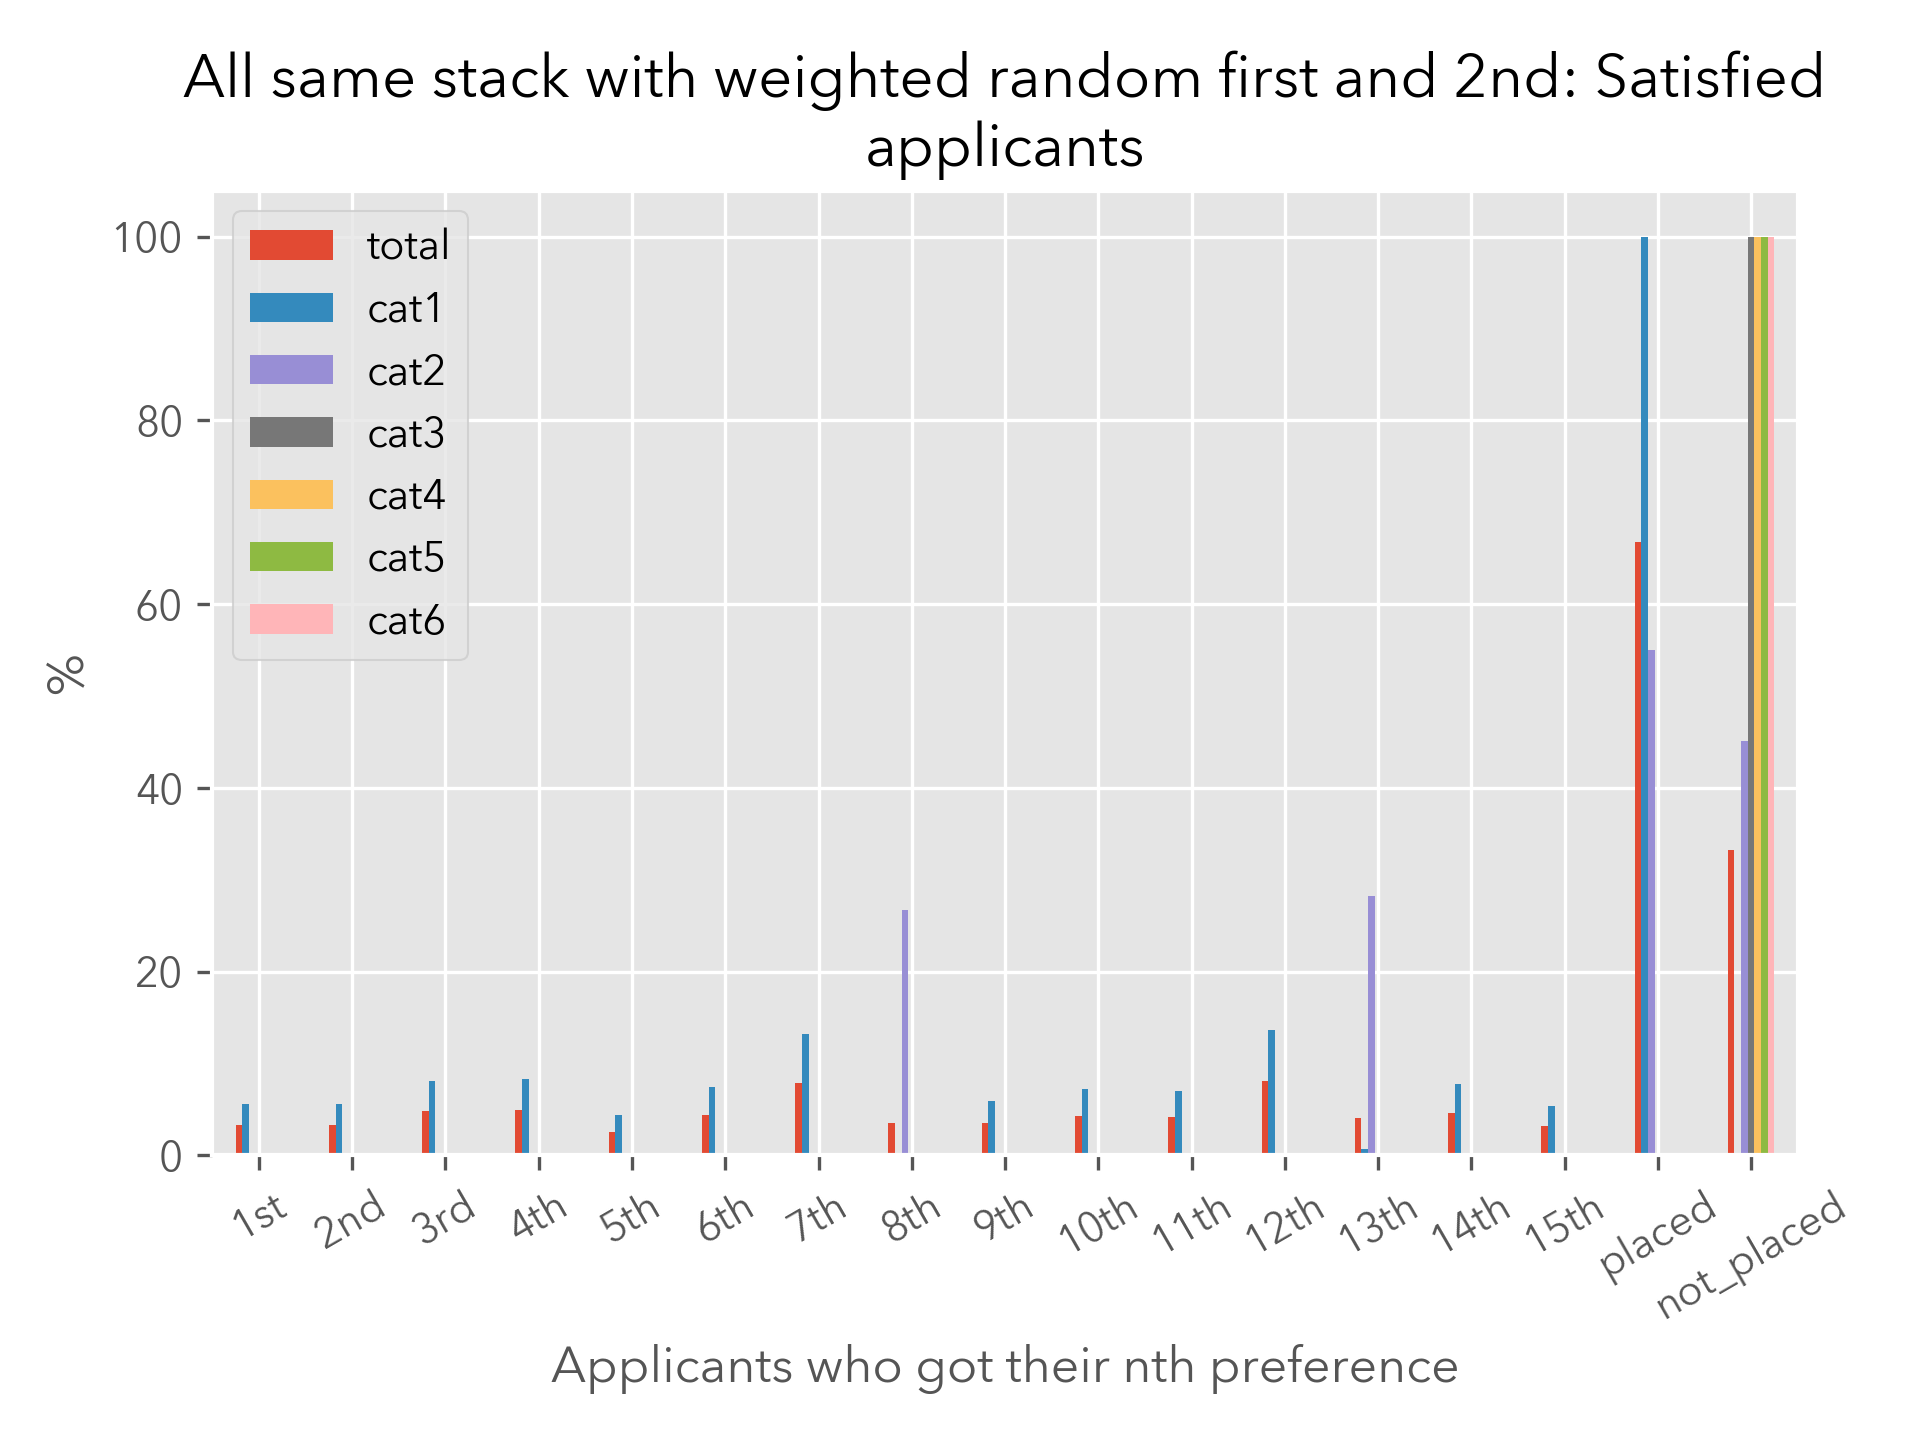 All same stack with weighted random first and 2nd: Satisfied
applicants
100
80
60
40
20
0
%
total
cat1
cat2
cat3
cat4
cat5
cat6
1st
2nd
3rd
4th
5th
6th
7th
8th
9th
10th
11th
12th
13th
14th
15th
placed
not_placed
Applicants who got their nth preference